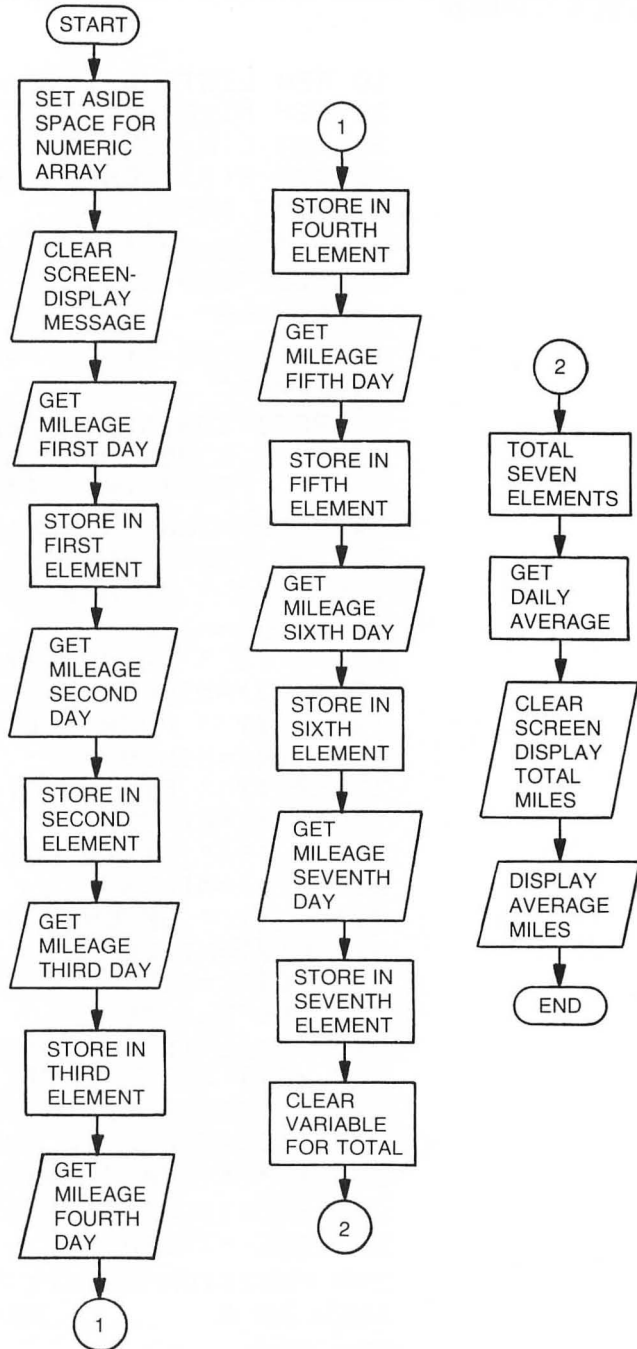 START
SET ASIDE
SPACE FOR
NUMERIC
ARRAY
CLEAR
SCREEN-
DISPLAY
MESSAGE
GET
MILEAGE
FIRST DAY
STORE IN
FIRST
ELEMENT
GET
MILEAGE
SECOND
DAY
STORE IN
SECOND
ELEMENT
GET
MILEAGE
THIRD DAY
STORE IN
THIRD
ELEMENT
GET
MILEAGE
FOURTH
DAY
1
1
STORE IN
FOURTH
ELEMENT
GET
MILEAGE
FIFTH DAY
STORE IN
FIFTH
ELEMENT
GET
MILEAGE
SIXTH DAY
STORE IN
SIXTH
ELEMENT
GET
MILEAGE
SEVENTH
DAY
STORE IN
SEVENTH
ELEMENT
CLEAR
VARIABLE
FOR TOTAL
2
2
TOTAL
SEVEN
ELEMENTS
GET
DAILY
AVERAGE
CLEAR
SCREEN
DISPLAY
TOTAL
MILES
DISPLAY
AVERAGE
MILES
END